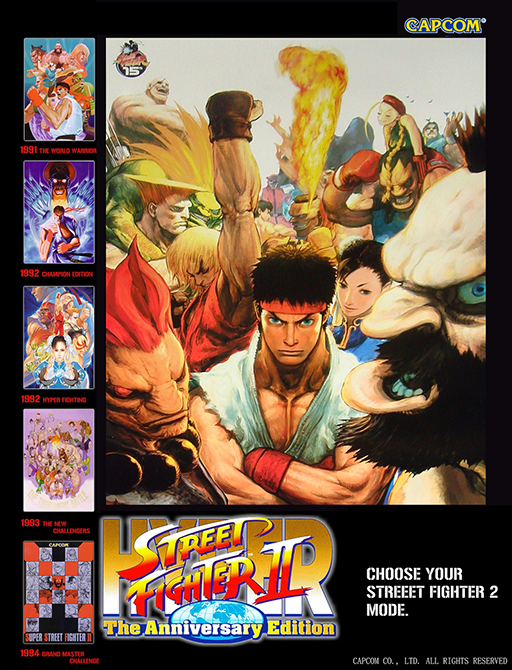 CAPCOM®
15
1991 THE WORLD WARRIOR
1992 CHAMPION EDITION
1992 HYPER FIGHTING
1993 THE NEW
CHALLENGERS
CAPCOM
SUPER STREET FIGHTER II
1994 GRAND MASTER
CHALLENGE
HYPER
STREET
FIGHTER II
The Anniversary Edition
CHOOSE YOUR
STREEET FIGHTER 2
MODE.
CAPCOM CO., LTD. ALL RIGHTS RESERVED